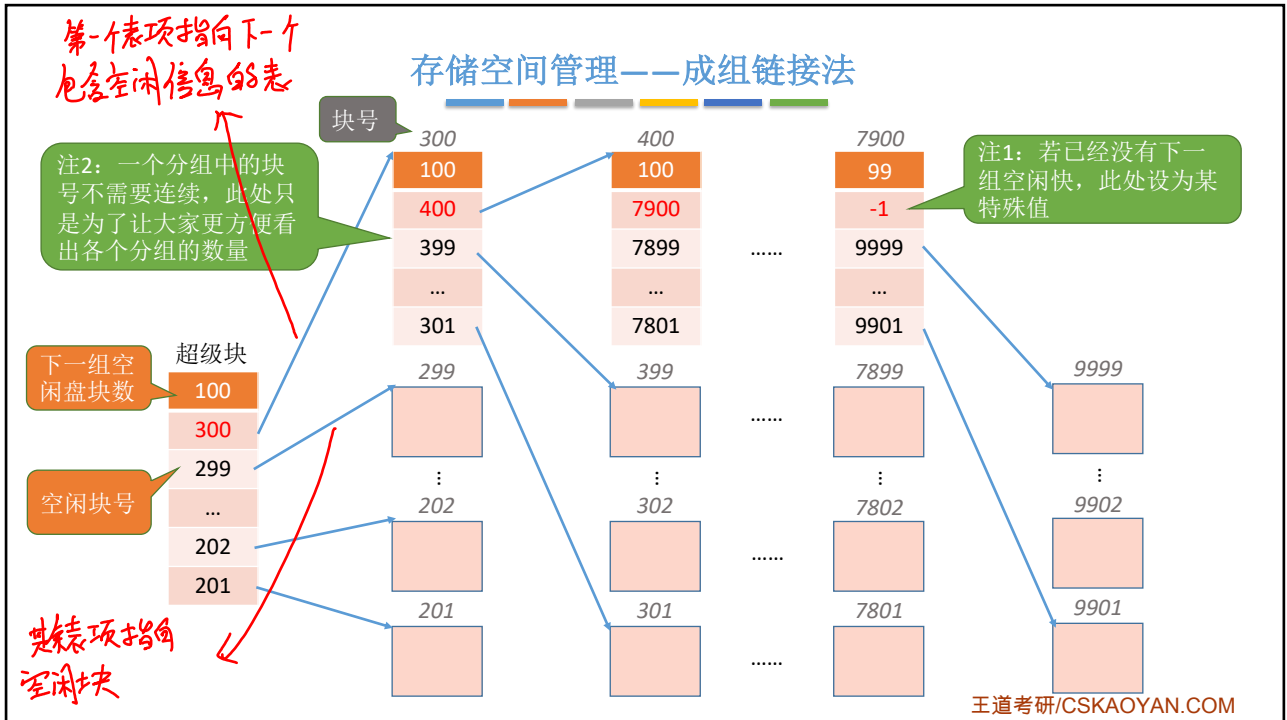 第一个表项指向下一个
包含空闲信息的表
存储空间管理——成组链接法
块号
300
400
7900
注2：一个分组中的块
号不需要连续，此处只
是为了让大家更方便看
出各个分组的数量
100
400
399
...
301
100
7900
7899
...
7801
......
99
-1
9999
...
9901
注1：若已经没有下一
组空闲快，此处设为某
特殊值
超级块
下一组空
闲盘块数
空闲块号
100
300
299
...
202
201
299
399
......
7899
9999
...
...
...
...
202
302
......
7802
9902
201
301
......
7801
9901
其余表项指向
空闲块
王道考研/CSKAOYAN.COM